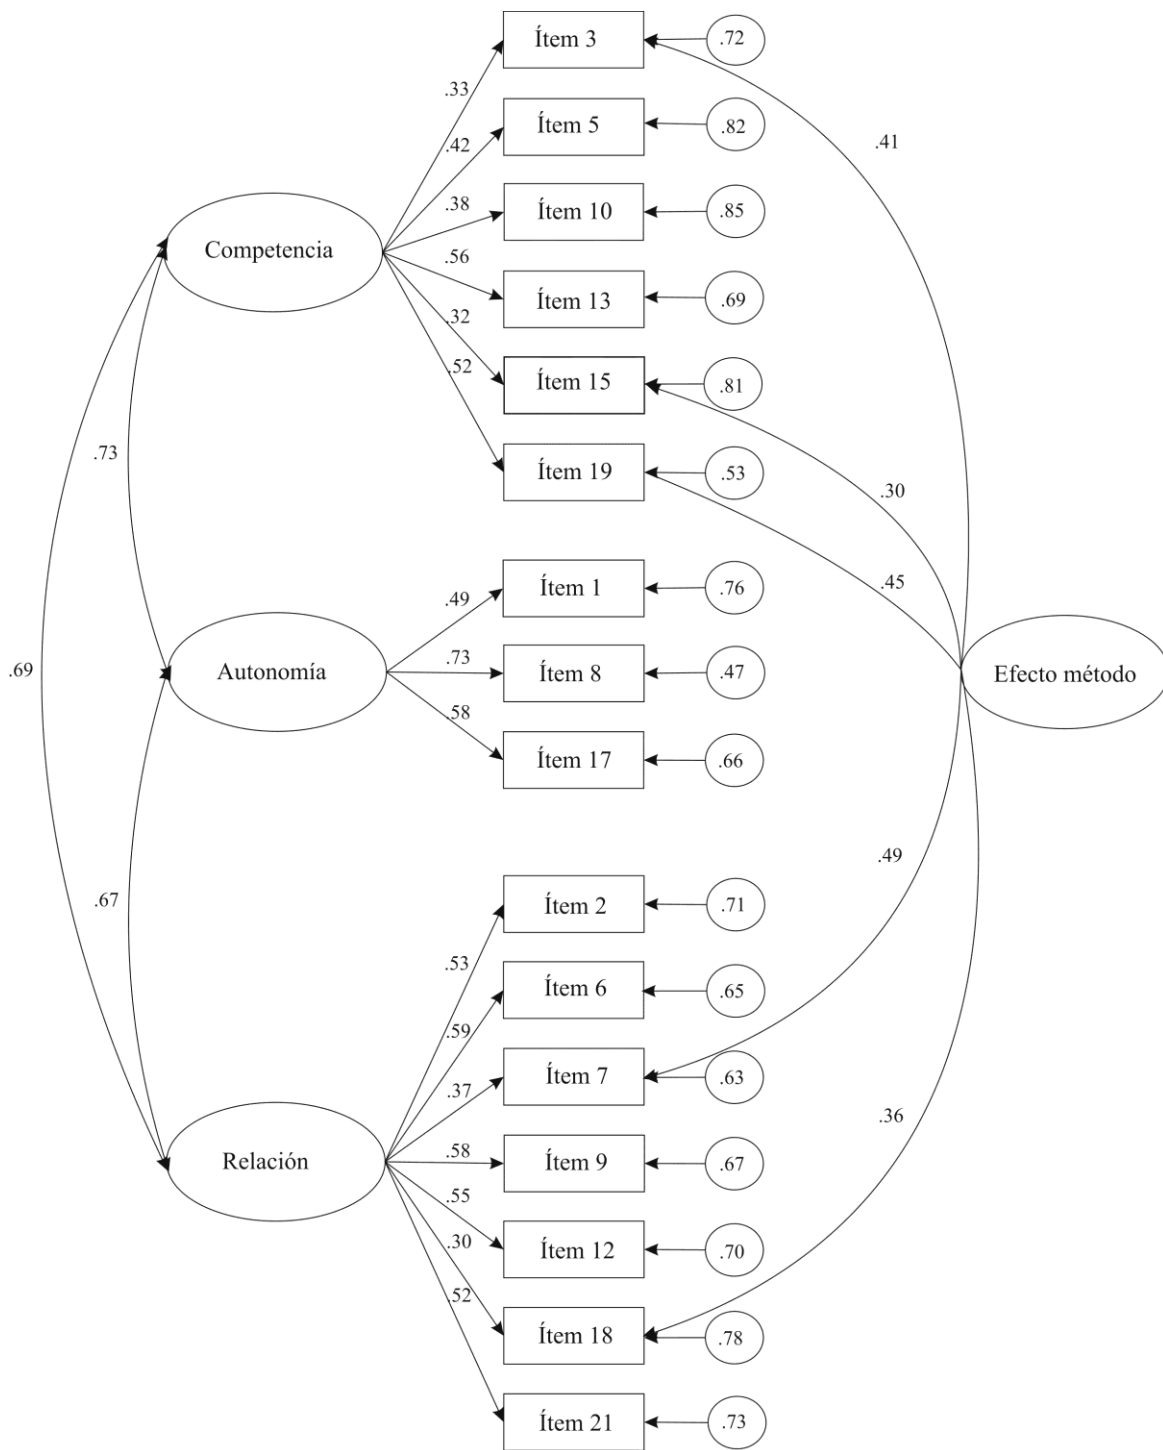 Ítem 3
.72
.33
.41
Ítem 5
.82
.42
Ítem 10
.85
.38
Competencia
.56
Ítem 13
.69
.32
Ítem 15
.81
.52
.73
Ítem 19
.53
.30
.45
Ítem 1
.76
.49
.69
Autonomía
.73
Ítem 8
.47
Efecto método
.58
Ítem 17
.66
.49
.67
Ítem 2
.71
.53
Ítem 6
.65
.59
Ítem 7
.63
.37
.36
Relación
.58
Ítem 9
.67
.55
Ítem 12
.70
.30
.52
Ítem 18
.78
Ítem 21
.73